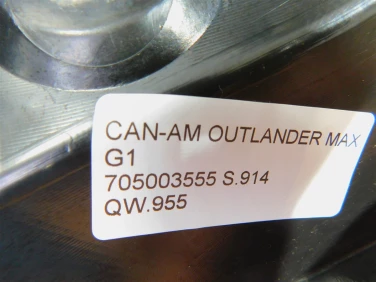 CAN-AM OUTLANDER MAX
G1
705003555 S.914
QW.955